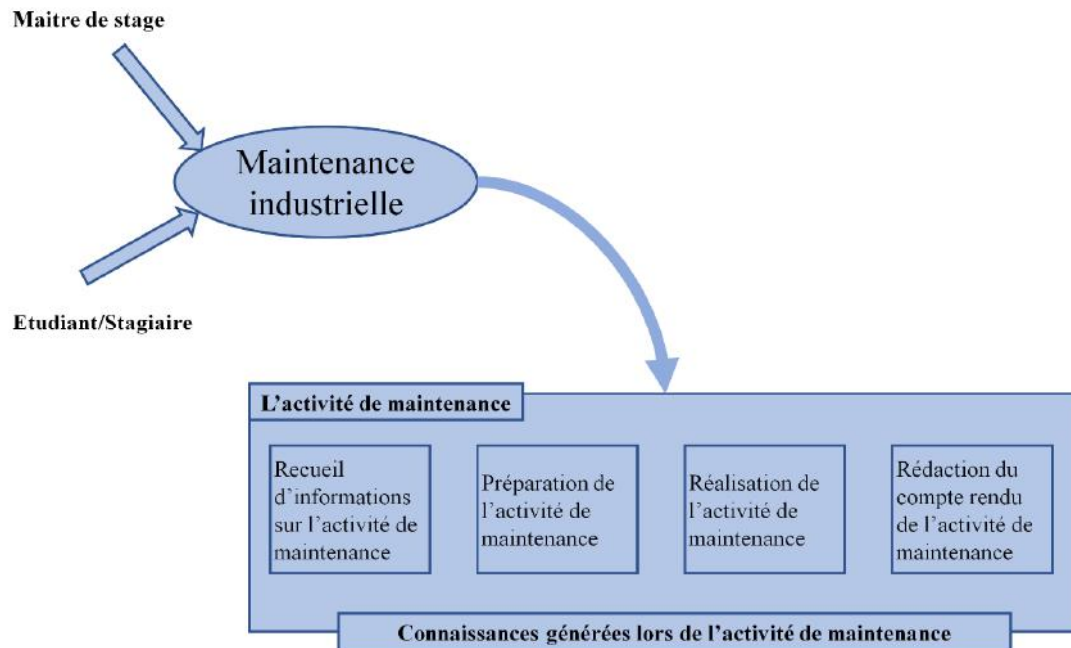 Maitre de stage
Maintenance
industrielle
Etudiant/Stagiaire
L’activité de maintenance
Recueil
d’informations
sur l’activité de
maintenance
Préparation de
l’activité de
maintenance
Réalisation de
l’activité de
maintenance
Rédaction du
compte rendu
de l’activité de
maintenance
Connaissances générées lors de l’activité de maintenance